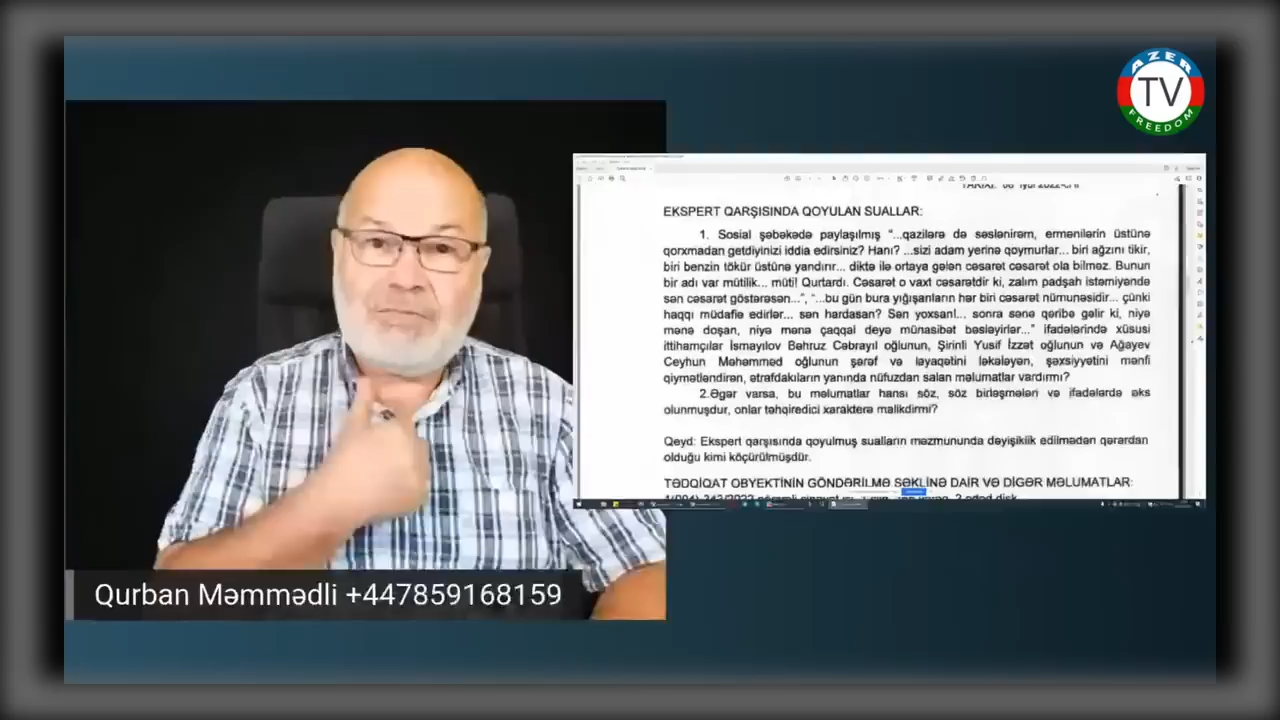 AZER
TV
FREEDOM
EKSPERT QARŞISINDA QOYULAN SUALLAR:
1. Sosial şəbəkədə paylaşılmış “...qazilərə də səslənirəm, ermənilərin üstünə
qorxmadan getdiyinizi iddia edirsiniz? Hanı? ...sizi adam yerinə qoymurlar... biri ağzını tikir,
biri benzin tökür üstünə yandırır... diktə ilə ortaya gələn cəsarət cəsarət ola bilməz. Bunun
bir adı var mütilik... müti! Qurtardı. Cəsarət o vaxt cəsarətdir ki, zalım padşah istəmiyəndə
sən cəsarət göstərəsən...”, “...bu gün bura yığışanların hər biri cəsarət nümunəsidir... çünki
haqqı müdafiə edirlər... sən hardasan? Sən yoxsan!... sonra sənə qəribə gəlir ki, niyə
mənə doşan, niyə mənə çaqqal deyə münasibət bəsləyirlər...” ifadələrində xüsusi
ittihamçılar İsmayılov Bəhruz Cəbrayıl oğlunun, Şirinli Yusif İzzət oğlunun və Ağayev
Ceyhun Məhəmməd oğlunun şərəf və ləyaqətini ləkələyən, şəxsiyyətini mənfi
qiymətləndirən, ətrafdakıların yanında nüfuzdan salan məlumatlar vardırmı?
2.Əgər varsa, bu məlumatlar hansı söz, söz birləşmələri və ifadələrdə əks
olunmuşdur, onlar təhqiredici xarakterə malikdirmi?
Qeyd: Ekspert qarşısında qoyulmuş sualların məzmununda dəyişiklik edilmədən qərardan
olduğu kimi köçürülmüşdür.
TƏDQİQAT OBYEKTİNİN GÖNDƏRİLMƏ ŞƏKLİNƏ DAİR VƏ DİGƏR MƏLUMATLAR:
Qurban Məmmədli +447859168159